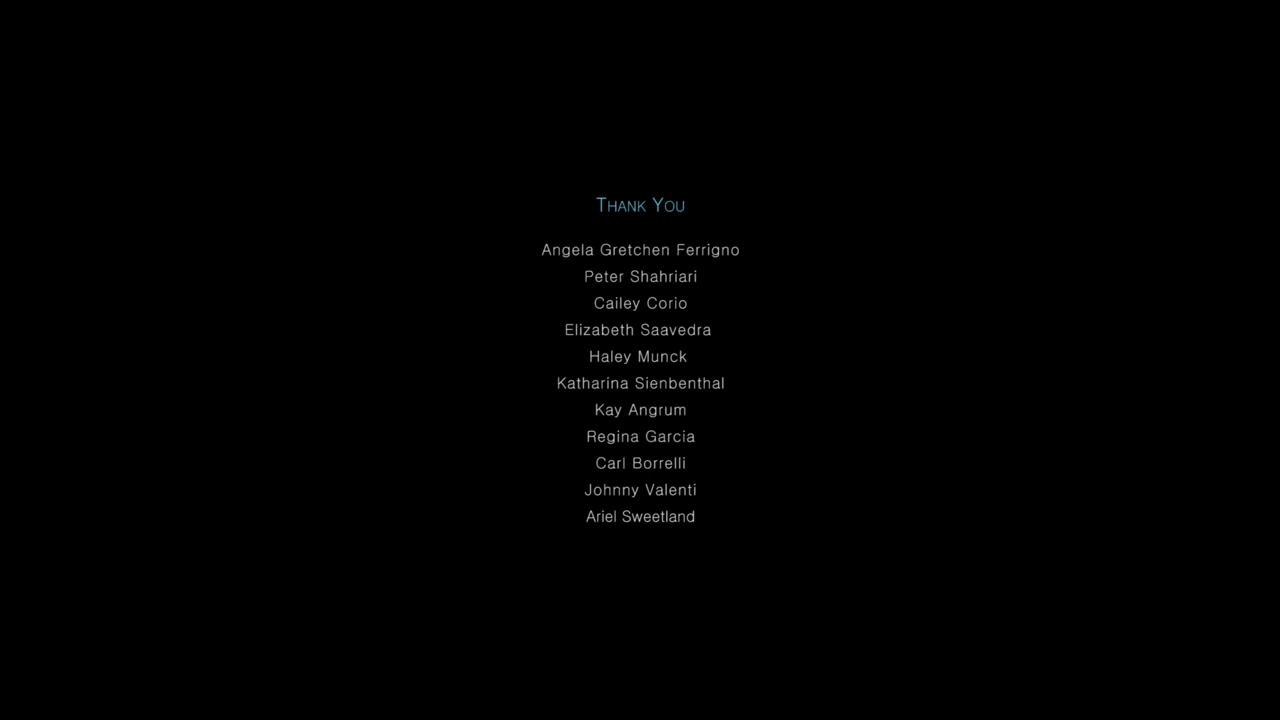 Thank You
Angela Gretchen Ferrigno
Peter Shahriari
Cailey Corio
Elizabeth Saavedra
Haley Munck
Katharina Sienbenthal
Kay Angrum
Regina Garcia
Carl Borrelli
Johnny Valenti
Ariel Sweetland